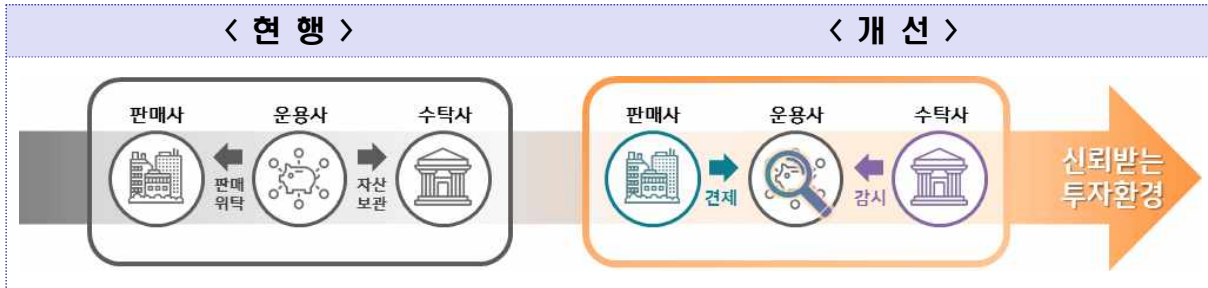 < 현 행 >
< 개 선 >
판매사
운용사
수탁사
판매
위탁
자산
보관
판매사
운용사
수탁사
견제
감시
신뢰받는
투자환경